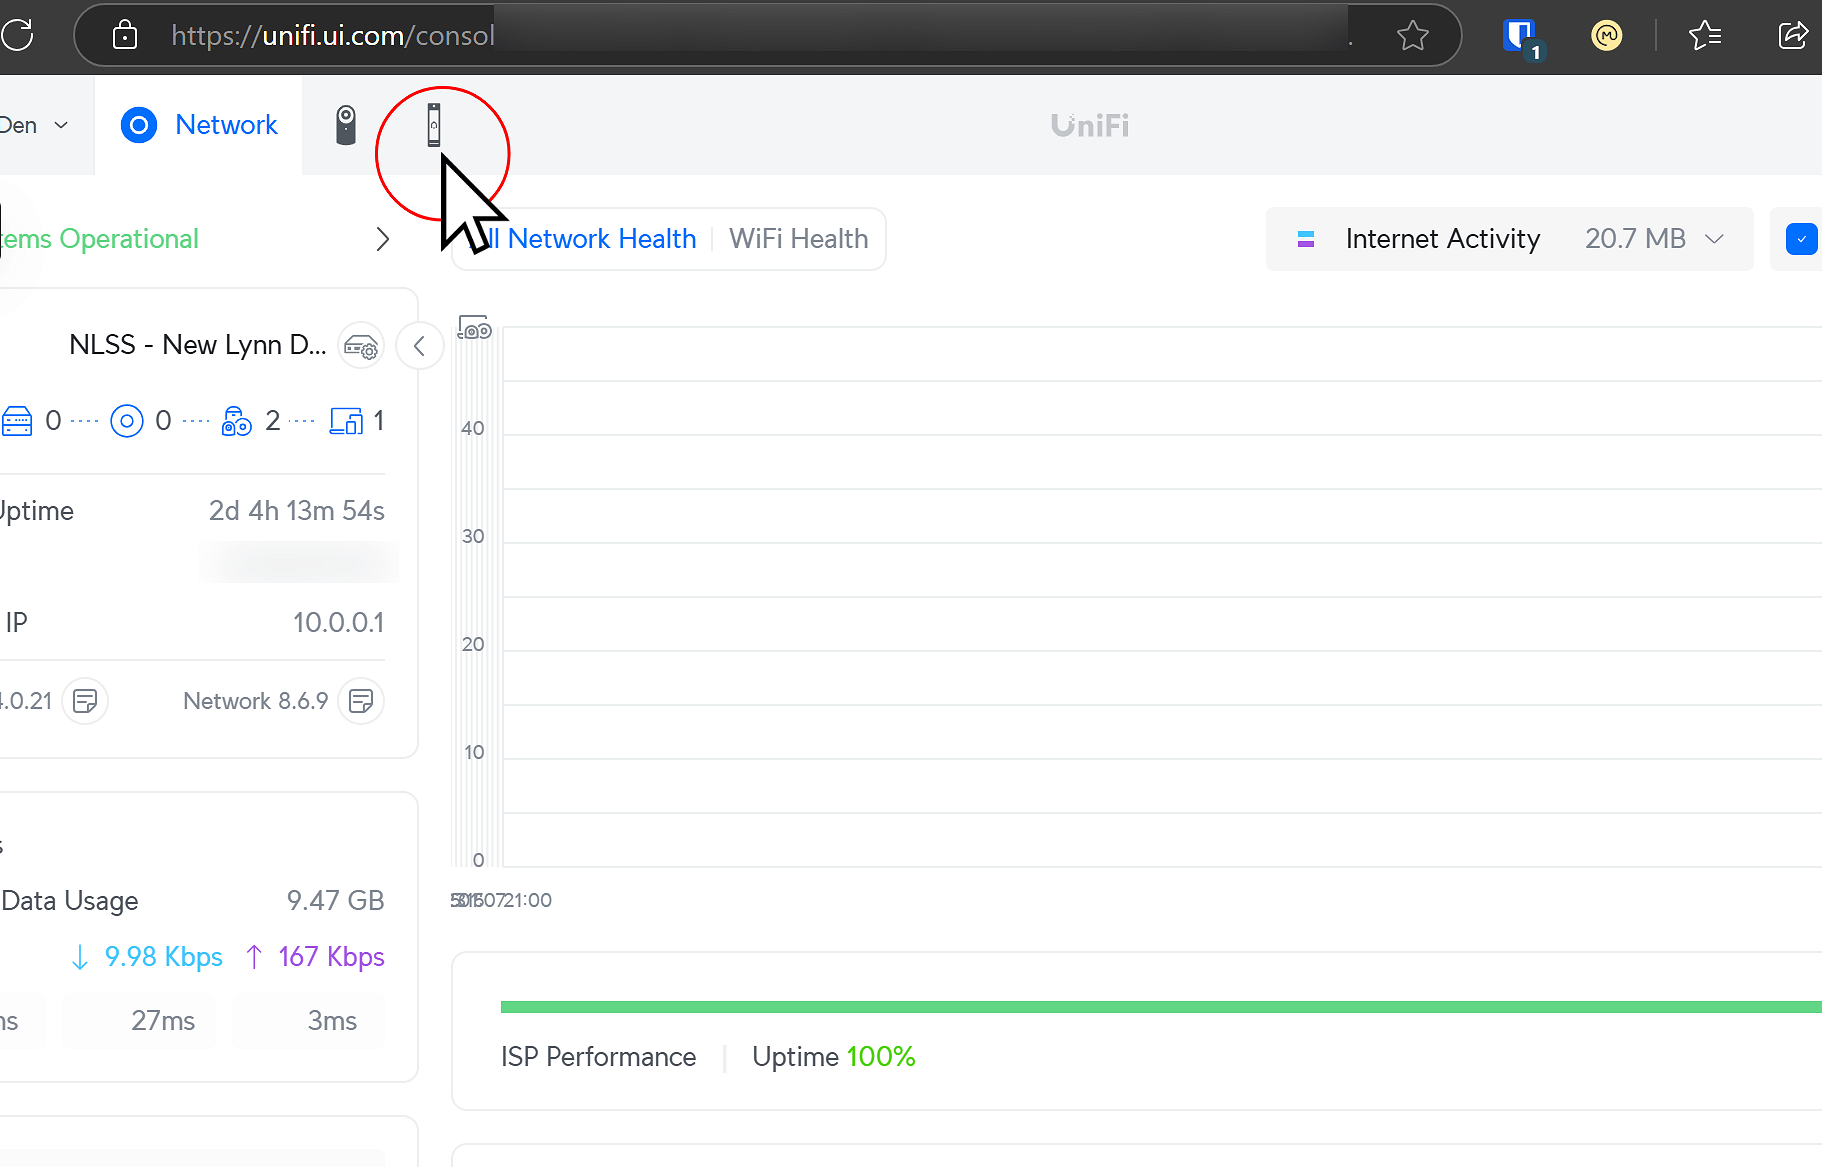 https://unifi.ui.com/consol
1
Den
Network
UniFi
tems Operational
Network Health
WiFi Health
Internet Activity
20.7 MB
NLSS - New Lynn D...
0
0
2
1
Uptime
2d 4h 13m 54s
IP
10.0.0.1
.0.21
Network 8.6.9
40
30
20
10
0
21:00
s
Data Usage
9.47 GB
↓ 9.98 Kbps
↑ 167 Kbps
ns
27ms
3ms
ISP Performance
Uptime 100%